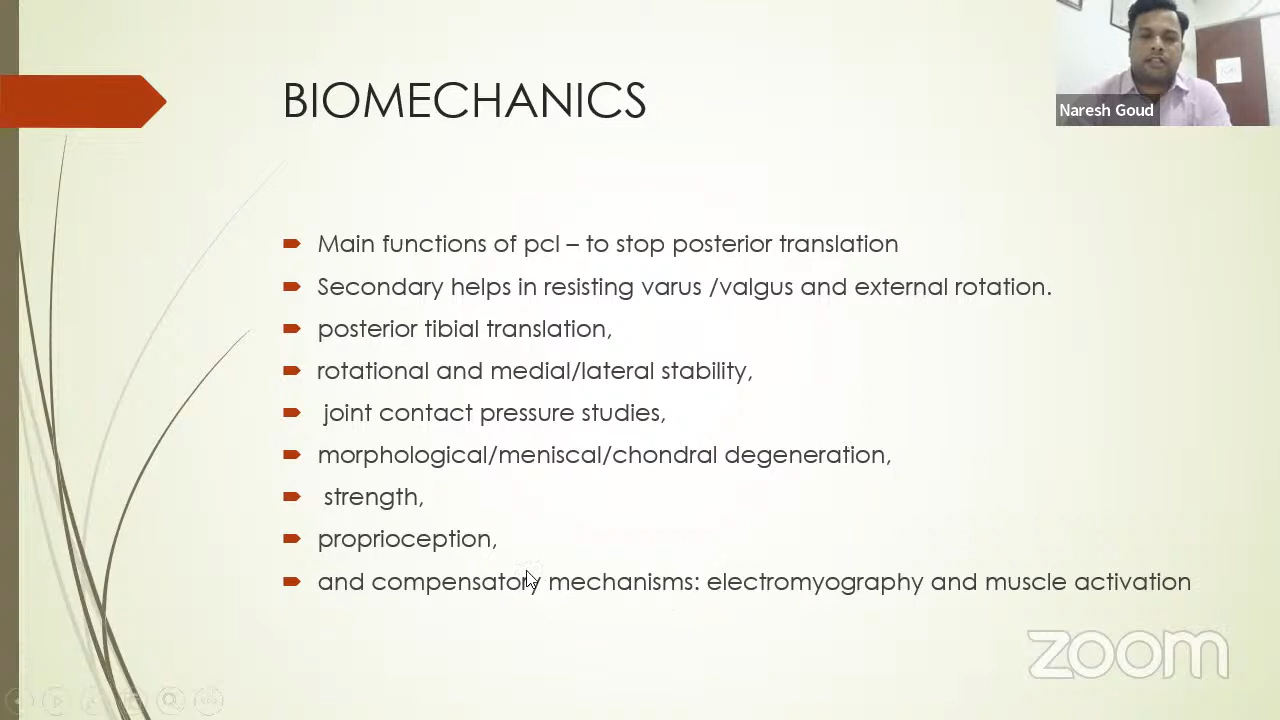 BIOMECHANICS
Naresh Goud
Main functions of pcl – to stop posterior translation
Secondary helps in resisting varus /valgus and external rotation.
posterior tibial translation,
rotational and medial/lateral stability,
joint contact pressure studies,
morphological/meniscal/chondral degeneration,
strength,
proprioception,
and compensatory mechanisms: electromyography and muscle activation
zoom